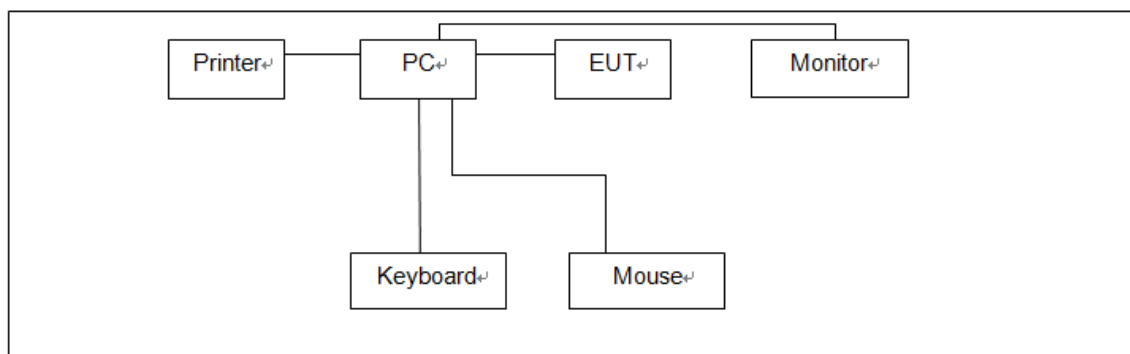 Printer
PC
EUT
Monitor
Keyboard
Mouse